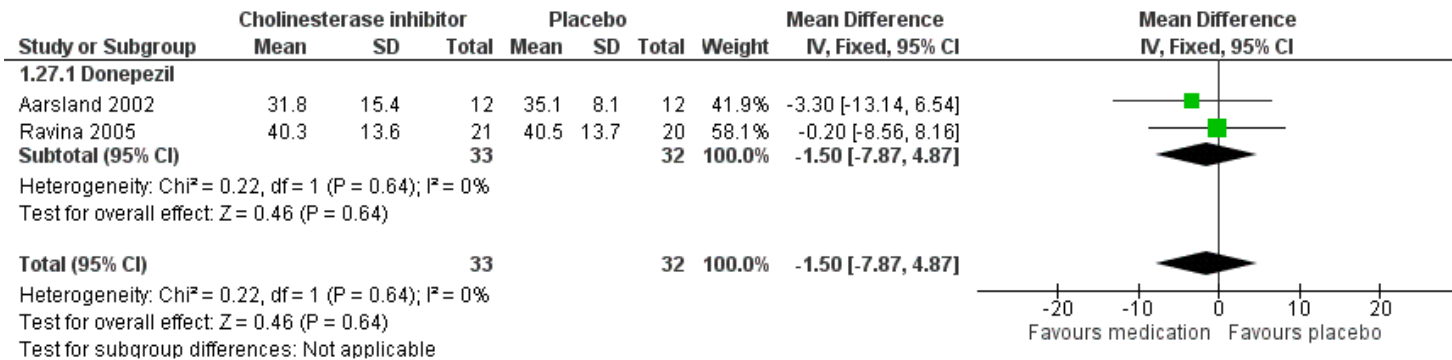 Cholinesterase inhibitor Placebo Mean Difference Mean Difference
Study or Subgroup Mean SD Total Mean SD Total Weight IV, Fixed, 95% CI IV, Fixed, 95% CI
1.27.1 Donepezil
Aarsland 2002 31.8 15.4 12 35.1 8.1 12 41.9% -3.30 [-13.14, 6.54]
Ravina 2005 40.3 13.6 21 40.5 13.7 20 58.1% -0.20 [-8.56, 8.16]
Subtotal (95% CI) 33 32 100.0% -1.50 [-7.87, 4.87]
Heterogeneity: Chi² = 0.22, df = 1 (P = 0.64); I² = 0%
Test for overall effect: Z = 0.46 (P = 0.64)
Total (95% CI) 33 32 100.0% -1.50 [-7.87, 4.87]
Heterogeneity: Chi² = 0.22, df = 1 (P = 0.64); I² = 0%
Test for overall effect: Z = 0.46 (P = 0.64)
Test for subgroup differences: Not applicable
-20 -10 0 10 20
Favours medication Favours placebo